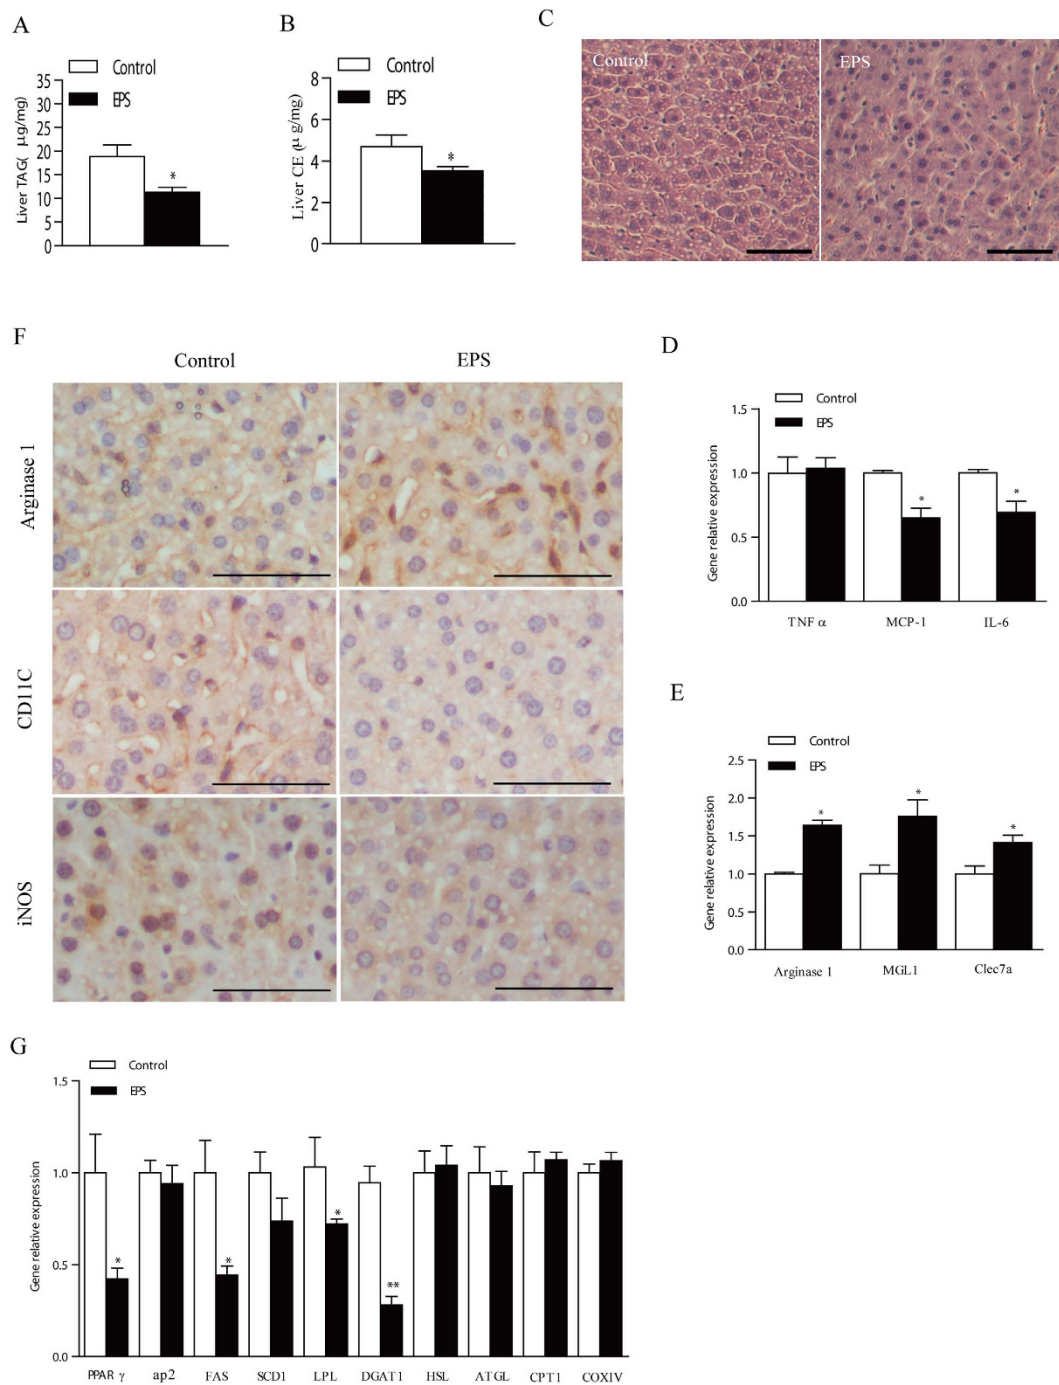 A
Control
EPS
Liver TAG( μg/mg)
35
30
25
20
15
10
5
0
*
B
Control
EPS
Liver CE (μ g/mg)
8
6
4
2
0
*
C
Control
EPS
F
Control
EPS
Arginase 1
CD11C
iNOS
D
Control
EPS
Gene relative expression
1.5
1.0
0.5
0.0
*
*
TNF α
MCP-1
IL-6
E
Control
EPS
Gene relative expression
2.5
2.0
1.5
1.0
0.5
0.0
*
*
*
Arginase 1
MGL1
Clec7a
G
Control
EPS
Gene relative expression
1.5
1.0
0.5
0.0
*
*
*
**
PPAR γ
ap2
FAS
SCD1
LPL
DGAT1
HSL
ATGL
CPT1
COXIV